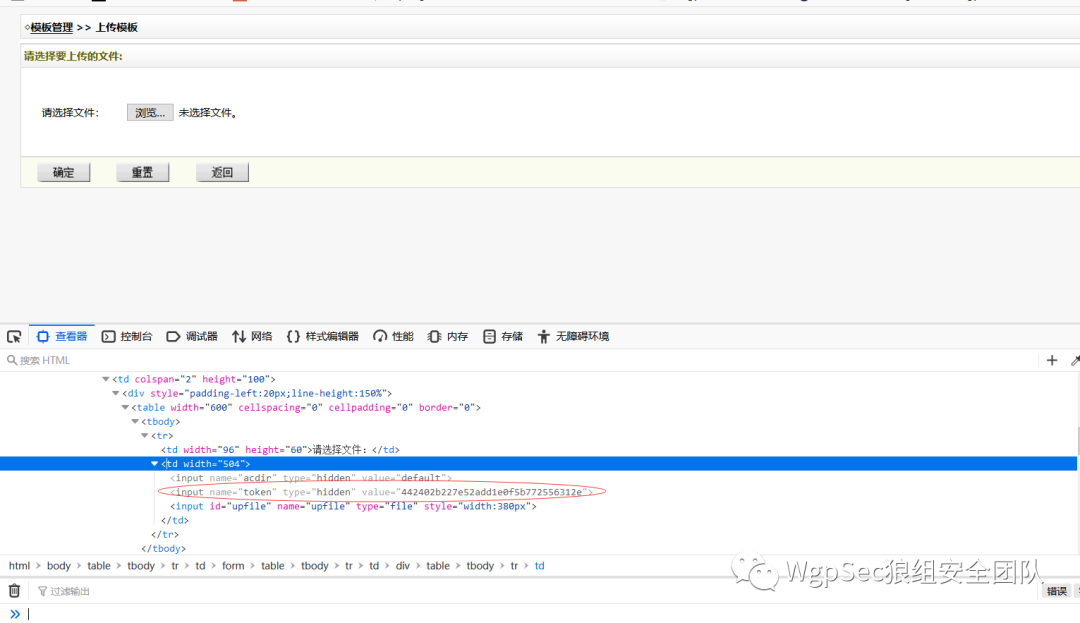 ◇模板管理 >> 上传模板
请选择要上传的文件:
请选择文件: 浏览... 未选择文件。
确定 重置 返回
查看器 控制台 调试器 网络 样式编辑器 性能 内存 存储 无障碍环境
搜索 HTML
<td colspan="2" height="100">
<div style="padding-left:20px;line-height:150%">
<table width="600" cellspacing="0" cellpadding="0" border="0">
<tbody>
<tr>
<td width="96" height="60">请选择文件: </td>
<td width="504">
<input name="acdir" type="hidden" value="default">
<input name="token" type="hidden" value="442402b227e52add1e0f5b772556312e">
<input id="upfile" name="upfile" type="file" style="width:380px">
</td>
</tr>
</tbody>
html > body > table > tbody > tr > td > form > table > tbody > tr > td > div > table > tbody > tr > td
WgpSec狼组安全团队
过滤输出 错误